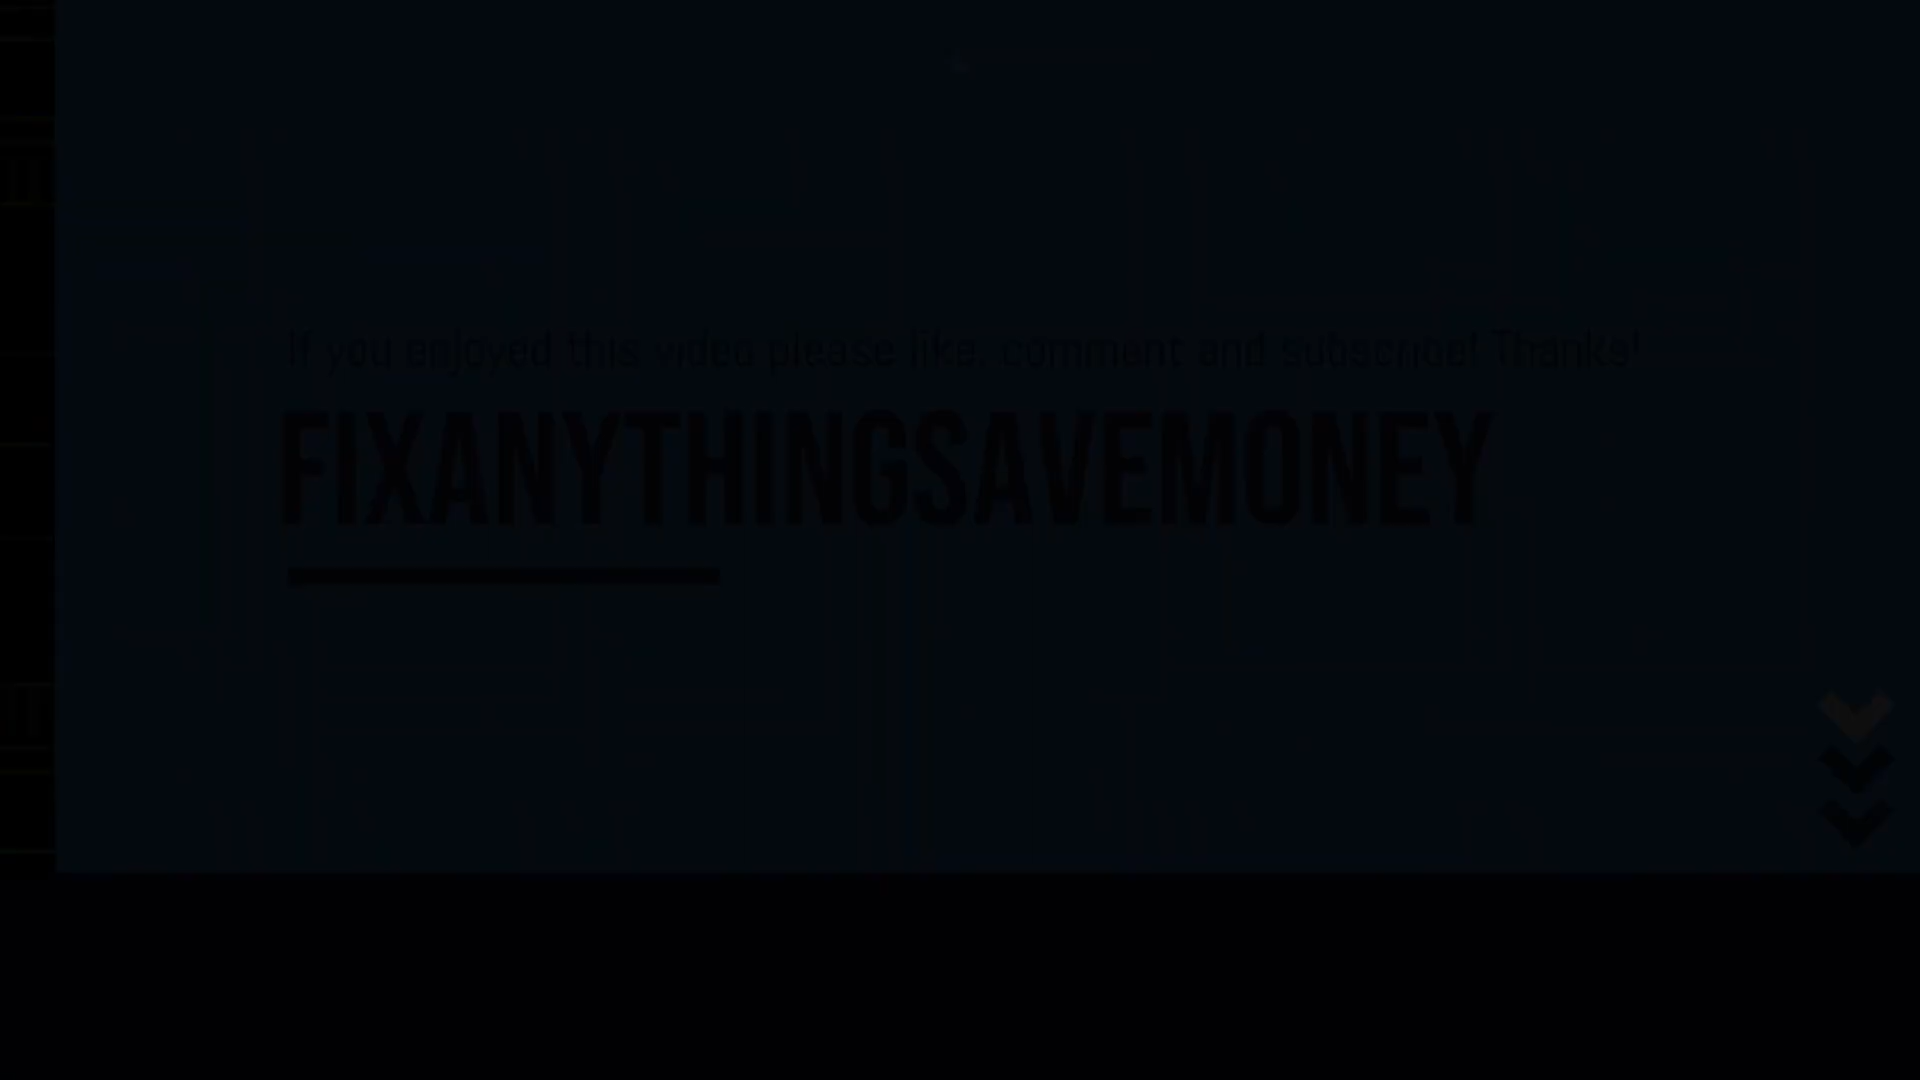 If you enjoyed this video please like, comment and subscribe! Thanks!
FIXANYTHINGSAVEMONEY